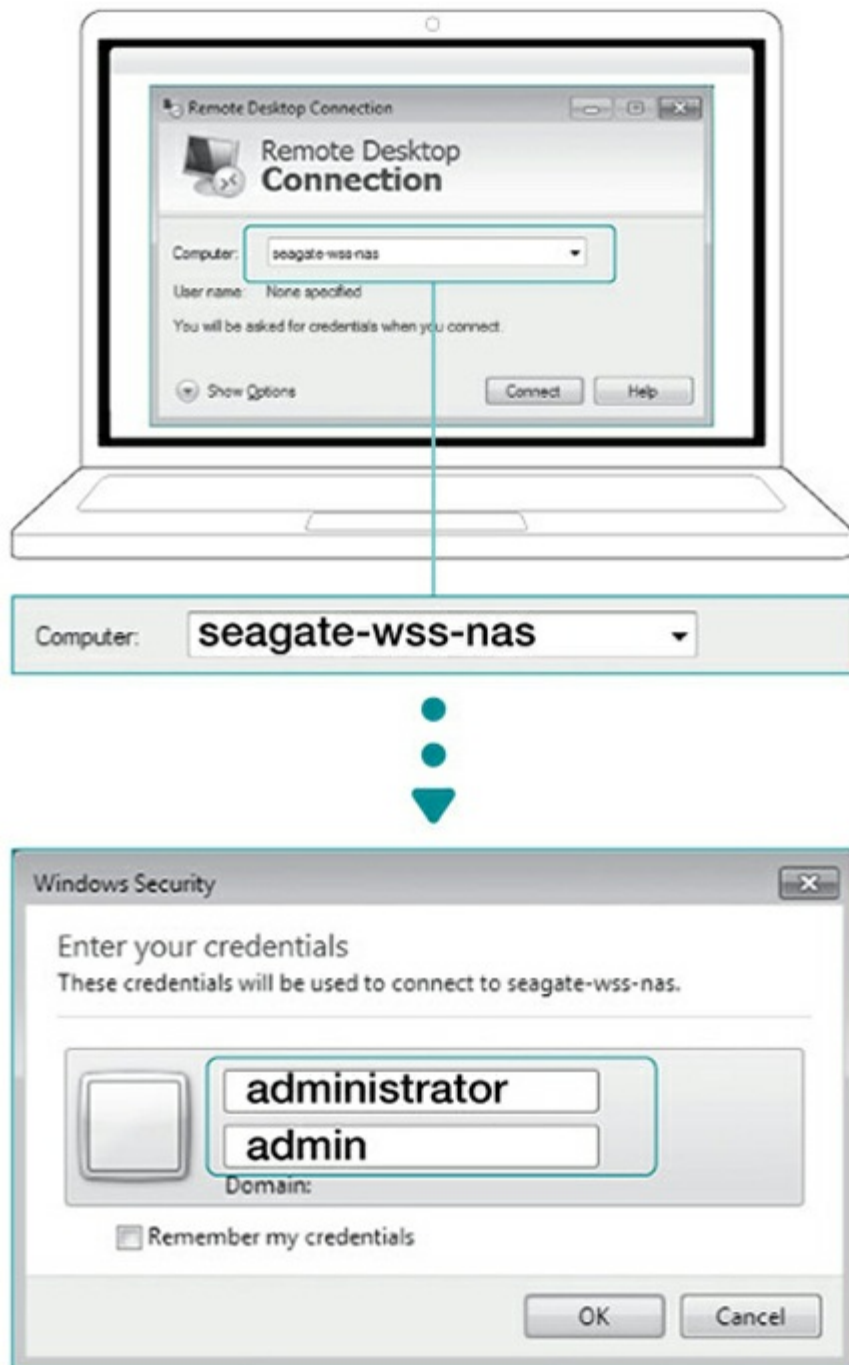 Remote Desktop Connection
Remote Desktop
Connection
Computer: seagate-wss-nas
User name: None specified
You will be asked for credentials when you connect.
Show Options Connect Help
Computer: seagate-wss-nas
Windows Security
Enter your credentials
These credentials will be used to connect to seagate-wss-nas.
administrator
admin
Domain:
Remember my credentials
OK Cancel